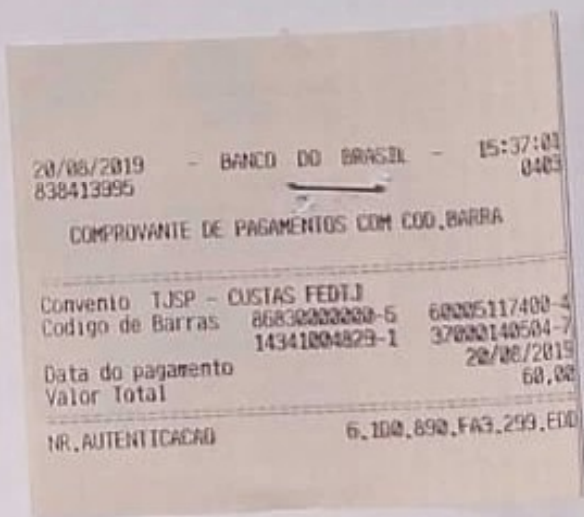 20/08/2019 - BANCO DO BRASIL - 15:37:01
838413995 0403
COMPROVANTE DE PAGAMENTOS COM COD.BARRA
Convenio TJSP - CUSTAS FEDTJ
Codigo de Barras 86830000000-6 60005117400-4
14341004829-1 37000140504-7
Data do pagamento 20/08/2019
Valor Total 60,00
NR.AUTENTICACAO 6.1D0.890.FA3.299.EDD